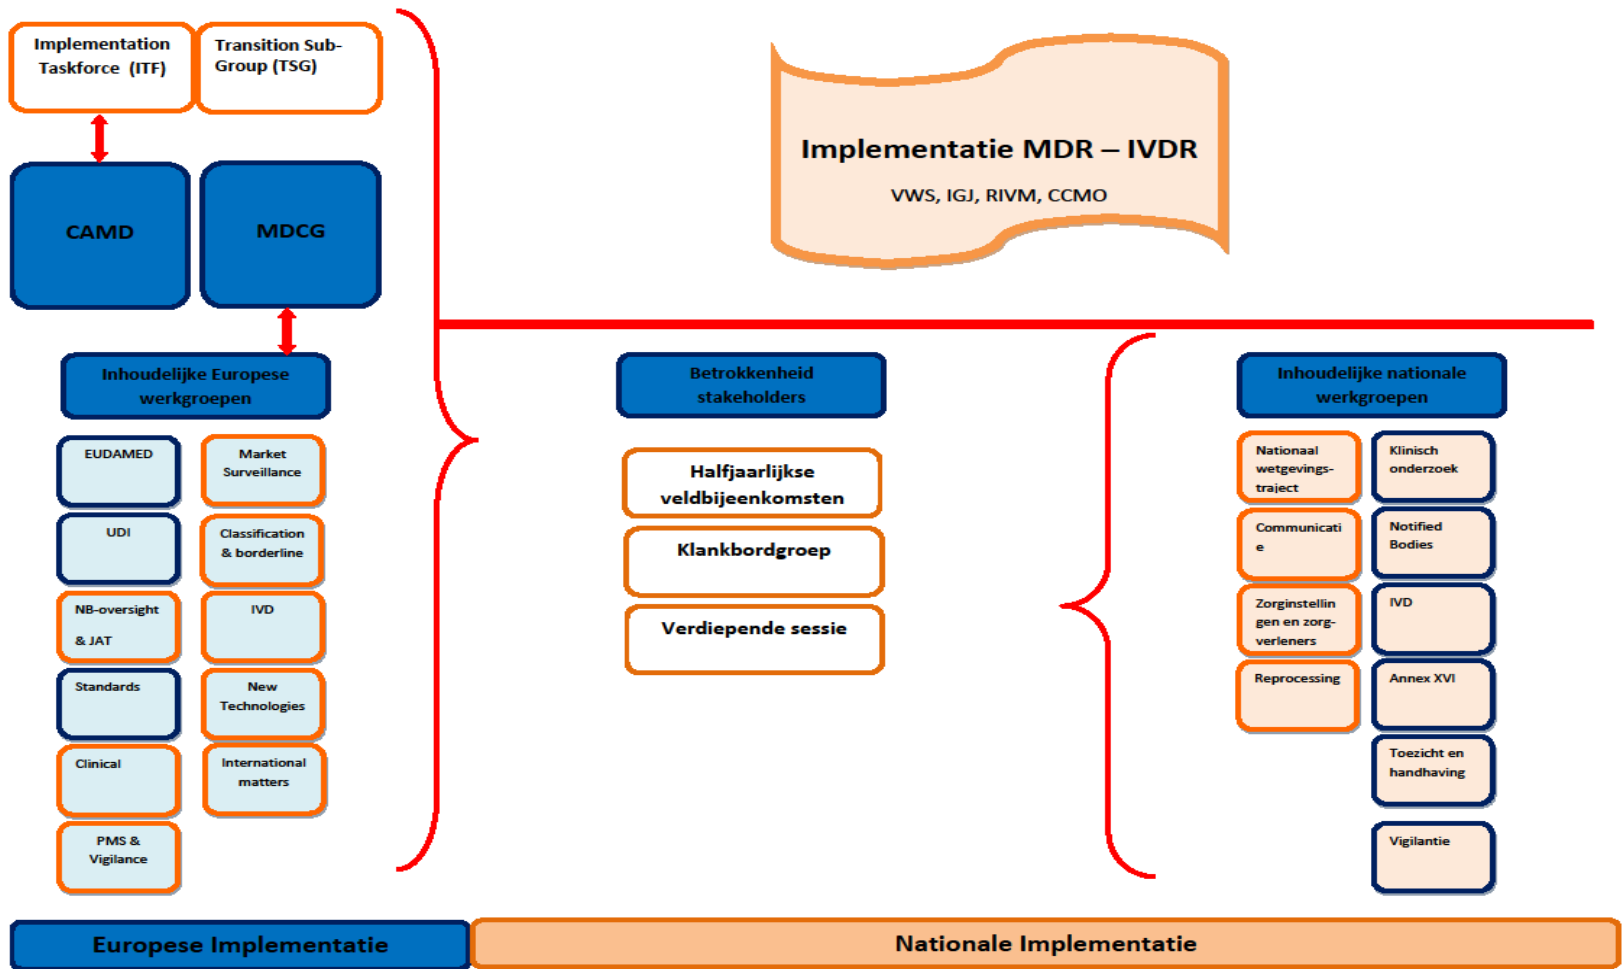 Implementation
Taskforce  (ITF)
Transition Sub-
Group (TSG)
CAMD
MDCG
Implementatie MDR – IVDR
VWS, IGJ, RIVM, CCMO
Inhoudelijke Europese
werkgroepen
EUDAMED
UDI
NB-oversight
& JAT
Standards
Clinical
PMS &
Vigilance
Market
Surveillance
Classification
& borderline
IVD
New
Technologies
International
matters
Betrokkenheid
stakeholders
Halfjaarlijkse
veldbijeenkomsten
Klankbordgroep
Verdiepende sessie
Inhoudelijke nationale
werkgroepen
Nationaal
wetgevings-
traject
Communicati
e
Zorginstellin
gen en zorg-
verleners
Reprocessing
Klinisch
onderzoek
Notified
Bodies
IVD
Annex XVI
Toezicht en
handhaving
Vigilantie
Europese Implementatie
Nationale Implementatie